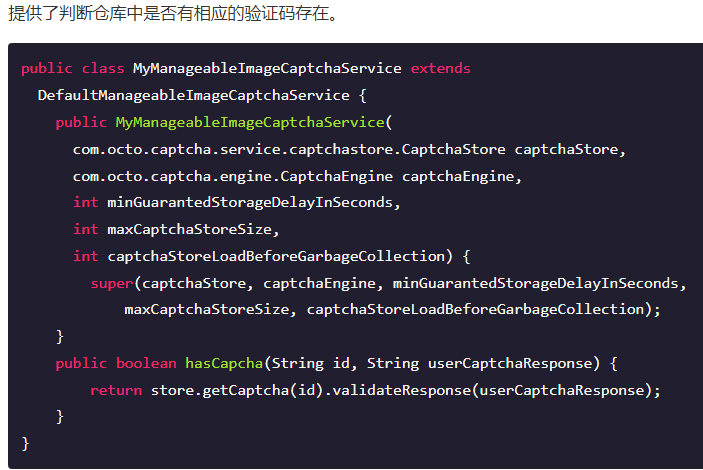 提供了判断仓库中是否有相应的验证码存在。
public class MyManageableImageCaptchaService extends
DefaultManageableImageCaptchaService {
public MyManageableImageCaptchaService(
com.octo.captcha.service.captchastore.CaptchaStore captchaStore,
com.octo.captcha.engine.CaptchaEngine captchaEngine,
int minGuarantedStorageDelayInSeconds,
int maxCaptchaStoreSize,
int captchaStoreLoadBeforeGarbageCollection) {
super(captchaStore, captchaEngine, minGuarantedStorageDelayInSeconds,
maxCaptchaStoreSize, captchaStoreLoadBeforeGarbageCollection);
}
public boolean hasCapcha(String id, String userCaptchaResponse) {
return store.getCaptcha(id).validateResponse(userCaptchaResponse);
}
}